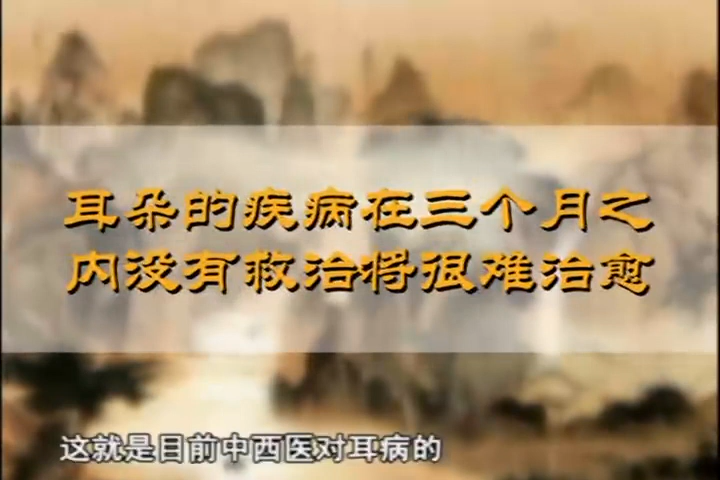 耳朵的疾病在三个月之
内没有救治将很难治愈
这就是目前中西医对耳病的